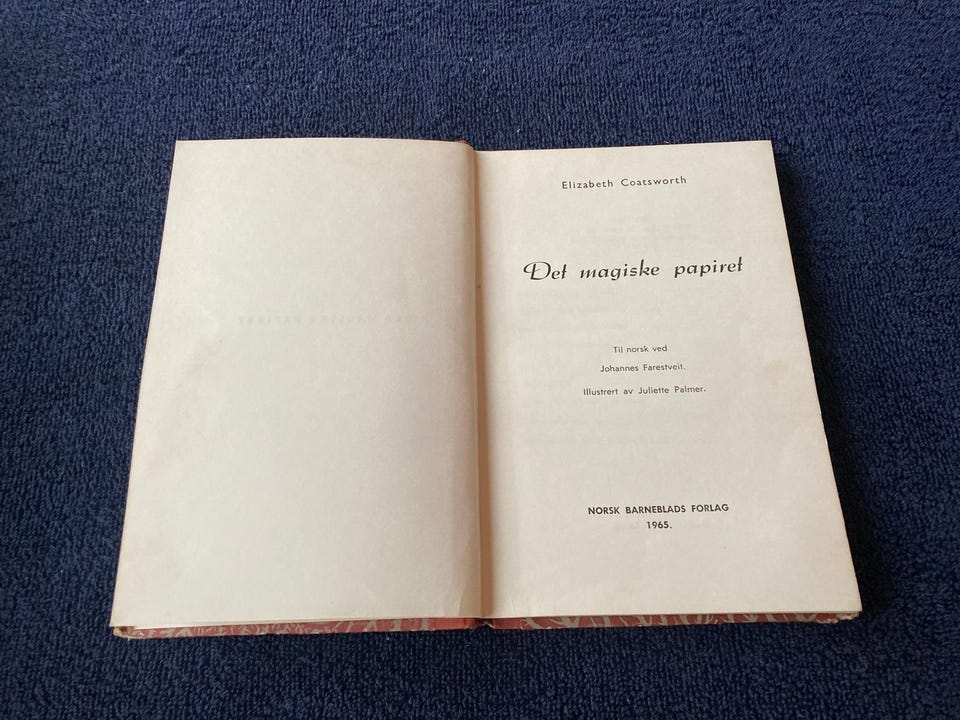 Elizabeth Coatsworth
Det magiske papiret
Til norsk ved
Johannes Farestveit.
Illustrert av Juliette Palmer.
NORSK BARNEBLADS FORLAG
1965.